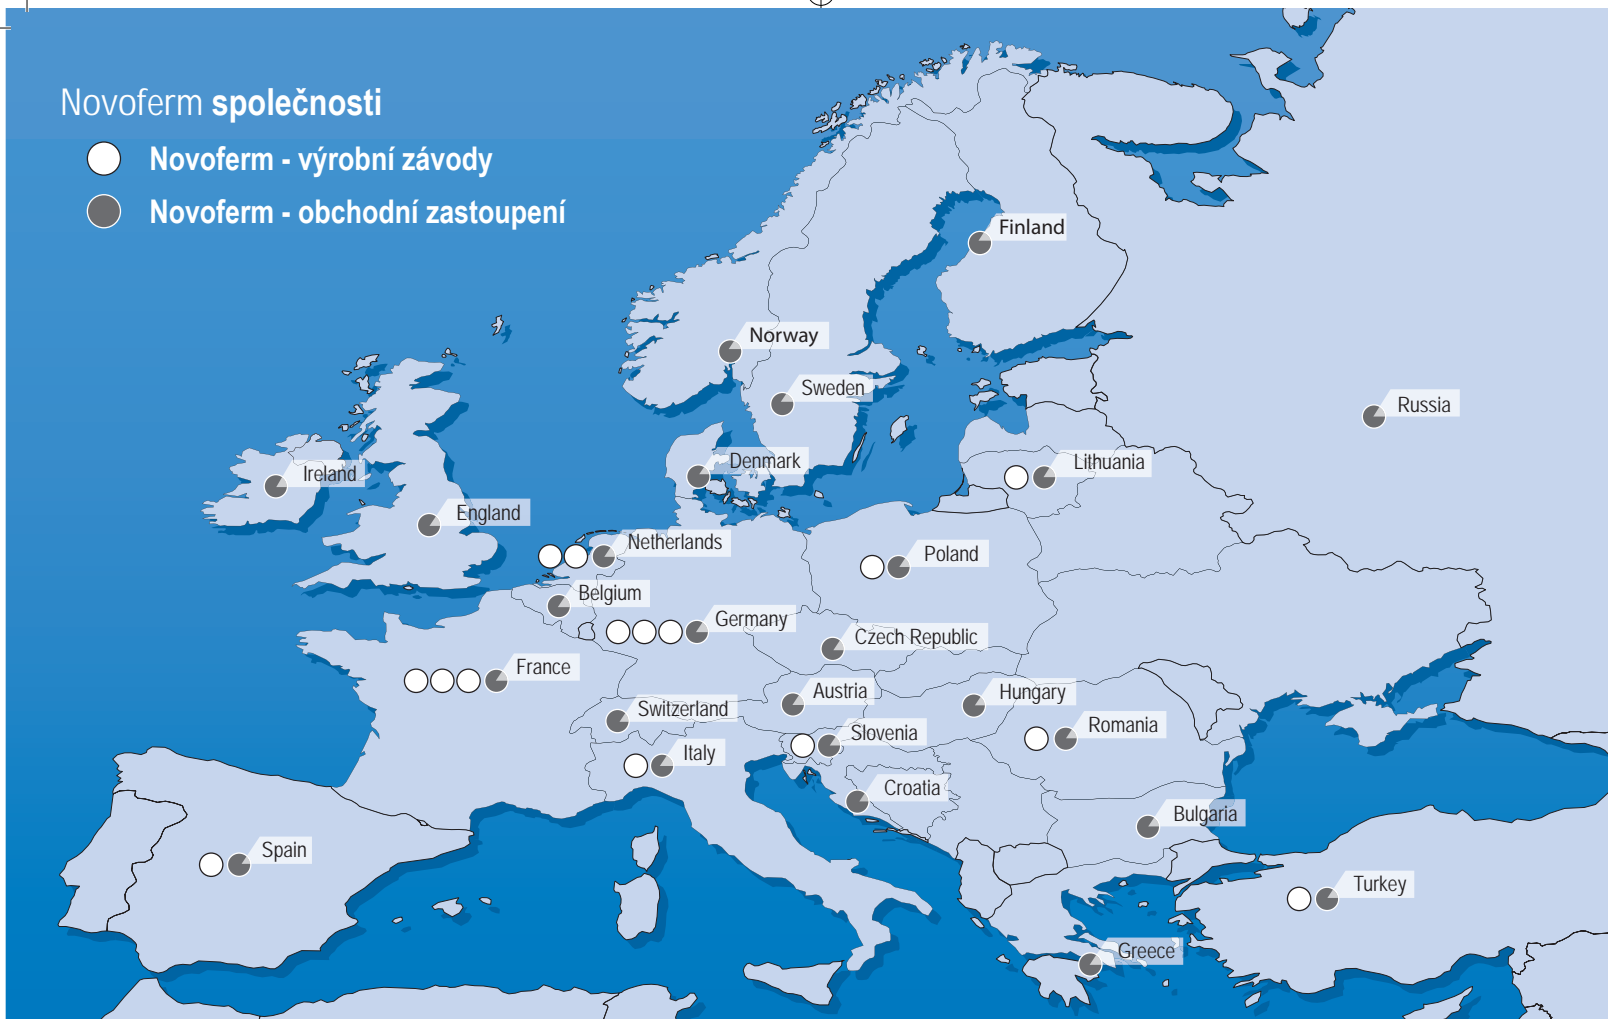 Novoferm společnosti
Novoferm - výrobní závody
Novoferm - obchodní zastoupení
Finland
Norway
Sweden
Russia
Denmark
Lithuania
Ireland
England
Netherlands
Poland
Belgium
Germany
Czech Republic
France
Austria
Hungary
Switzerland
Slovenia
Romania
Italy
Croatia
Bulgaria
Spain
Turkey
Greece